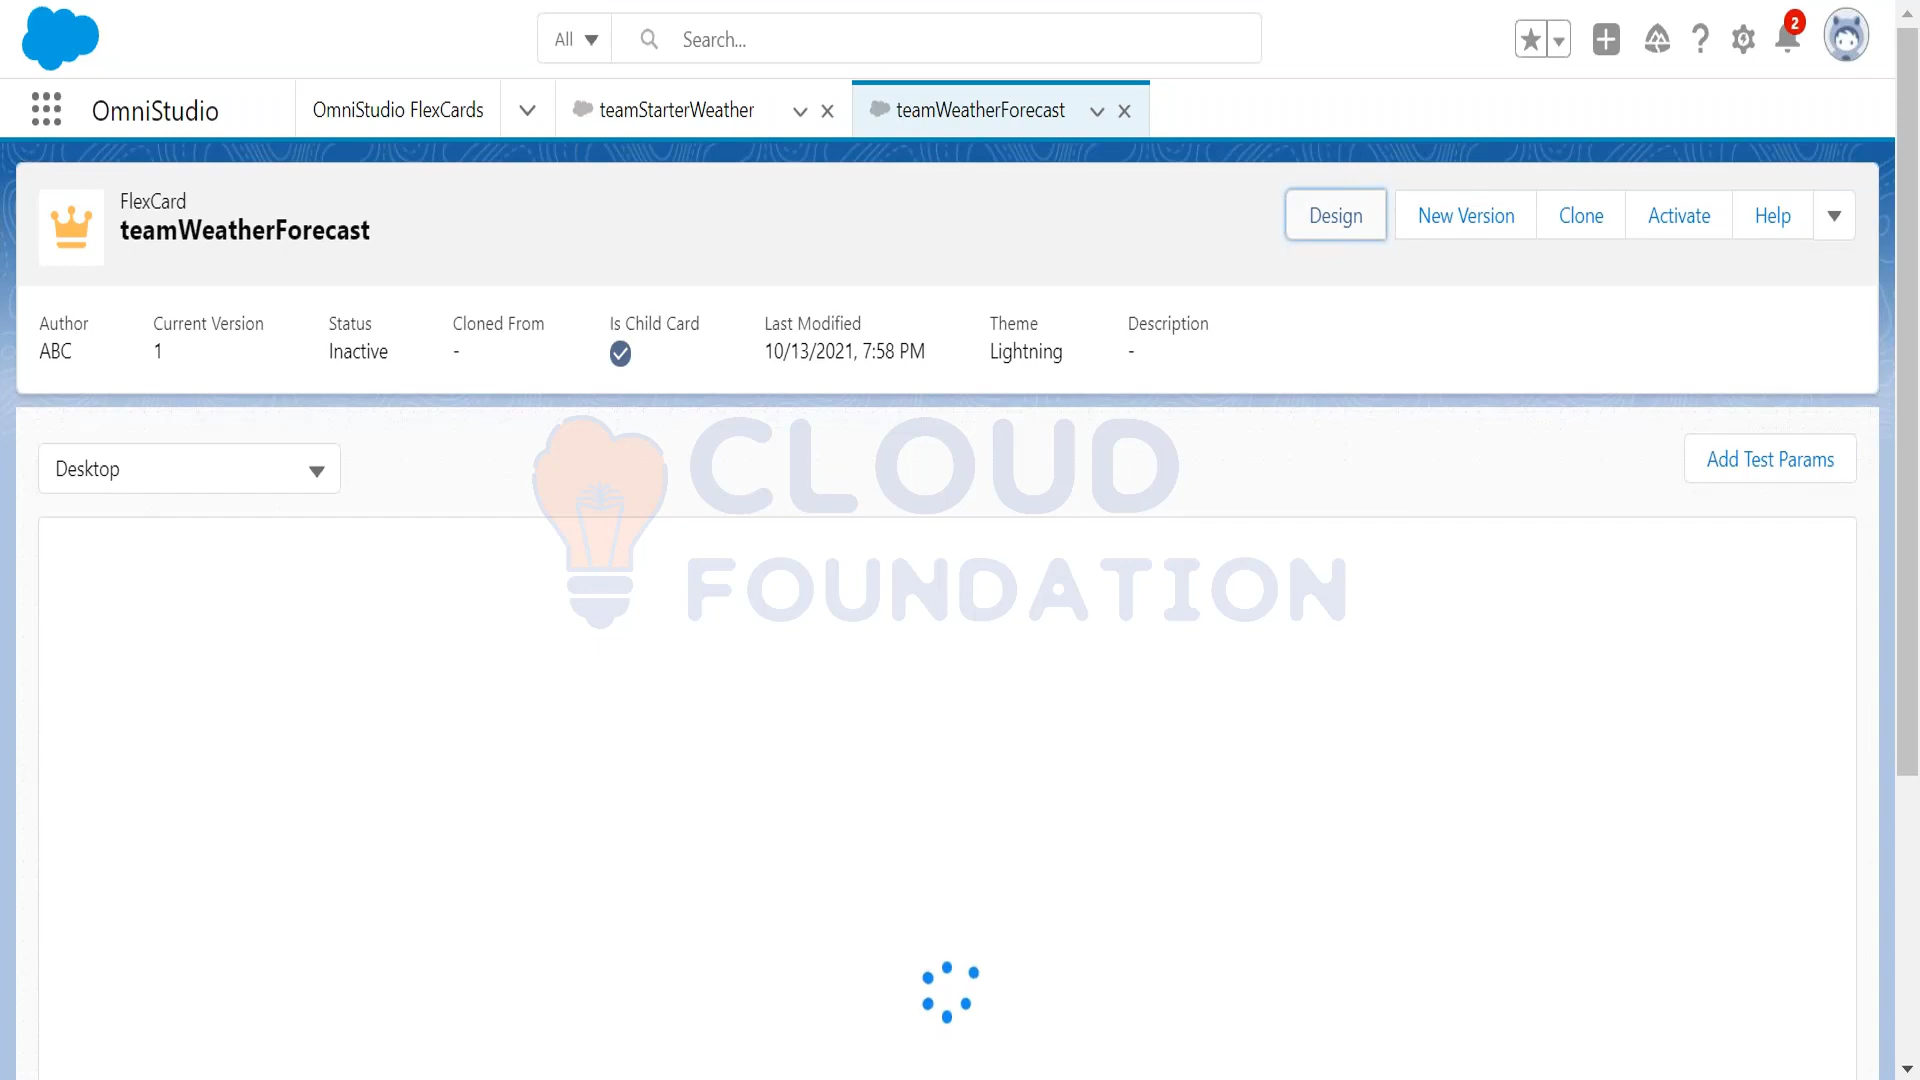 All
Search...
2
OmniStudio
OmniStudio FlexCards
teamStarterWeather
teamWeatherForecast
FlexCard
teamWeatherForecast
Design
New Version
Clone
Activate
Help
Author
Current Version
Status
Cloned From
Is Child Card
Last Modified
Theme
Description
ABC
1
Inactive
-
10/13/2021, 7:58 PM
Lightning
-
Desktop
Add Test Params
CLOUD
FOUNDATION